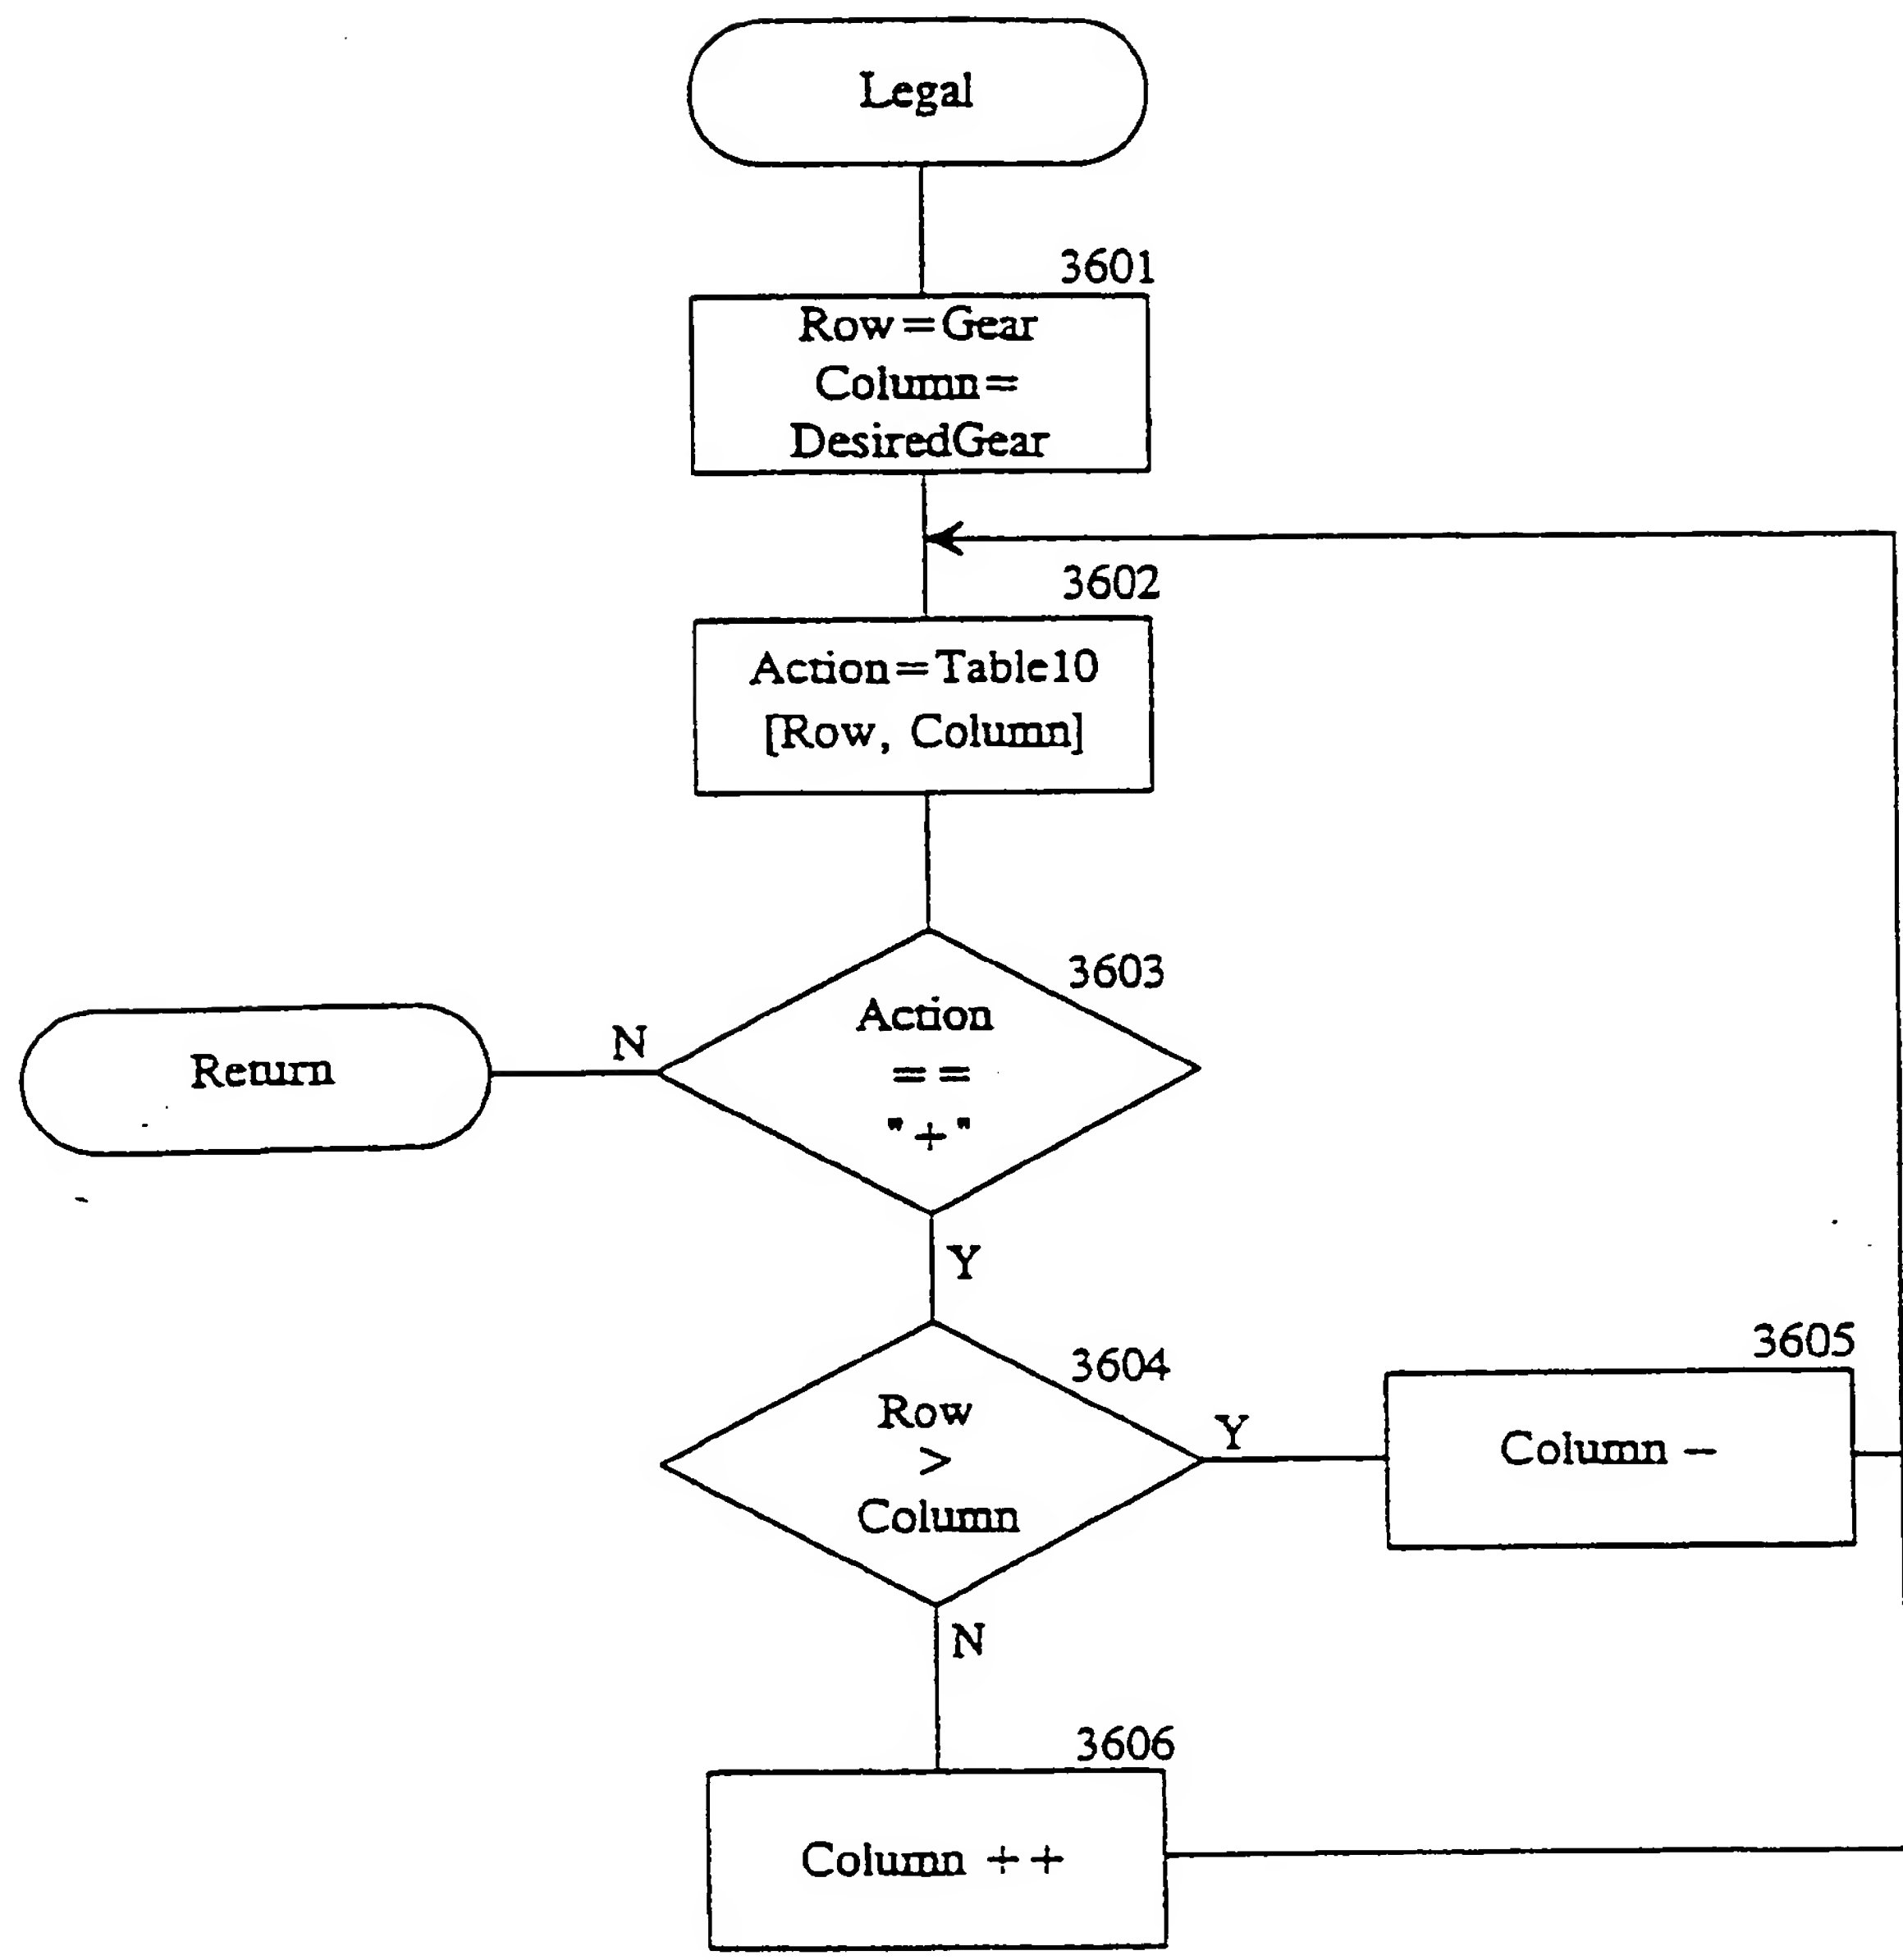 Legal
3601
Row=Gear
Column=
DesiredGear
3602
Action=Table10
[Row, Column]
3603
Action
==
"+"
N
Return
Y
3604
Row
>
Column
Y
3605
Column –
N
3606
Column ++